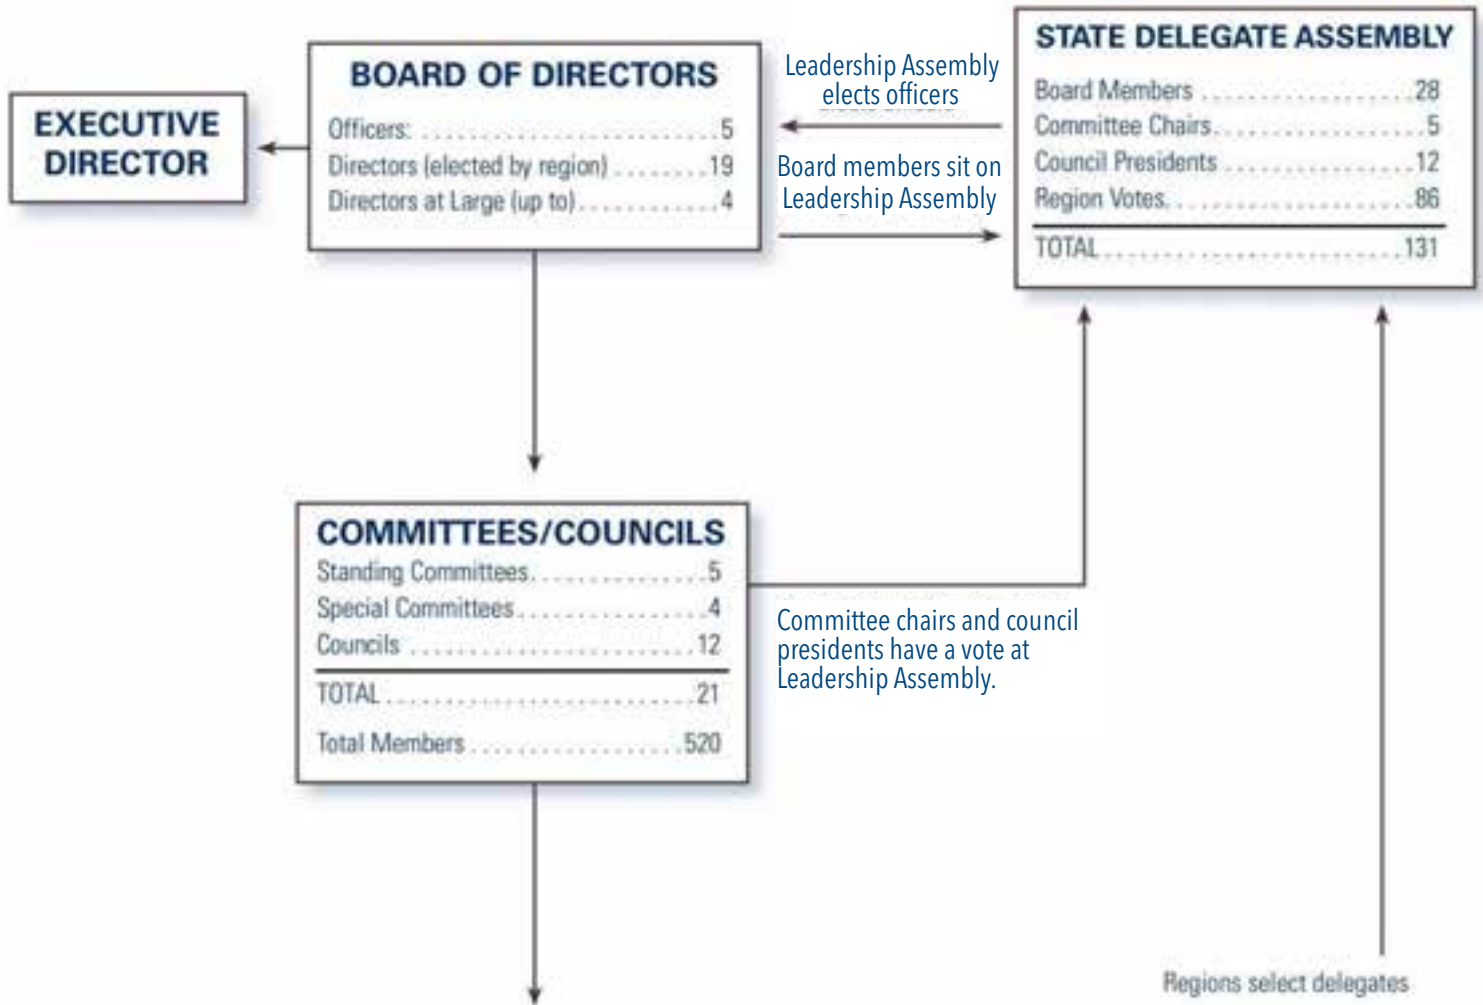 EXECUTIVE
DIRECTOR
BOARD OF DIRECTORS
Officers: . . . . . . . . . . . . . . . . . . . . . . . . . 5
Directors (elected by region) . . . . . . . . 19
Directors at Large (up to) . . . . . . . . . . . . 4
Leadership Assembly
elects officers
Board members sit on
Leadership Assembly
STATE DELEGATE ASSEMBLY
Board Members . . . . . . . . . . . . . . . . . . 28
Committee Chairs . . . . . . . . . . . . . . . . . 5
Council Presidents . . . . . . . . . . . . . . . . 12
Region Votes. . . . . . . . . . . . . . . . . . . . . 86
TOTAL . . . . . . . . . . . . . . . . . . . . . . . . . 131
COMMITTEES/COUNCILS
Standing Committees. . . . . . . . . . . . . . . 5
Special Committees . . . . . . . . . . . . . . . . 4
Councils . . . . . . . . . . . . . . . . . . . . . . . . 12
TOTAL . . . . . . . . . . . . . . . . . . . . . . . . . . 21
Total Members . . . . . . . . . . . . . . . . . . 520
Committee chairs and council
presidents have a vote at
Leadership Assembly.
Regions select delegates